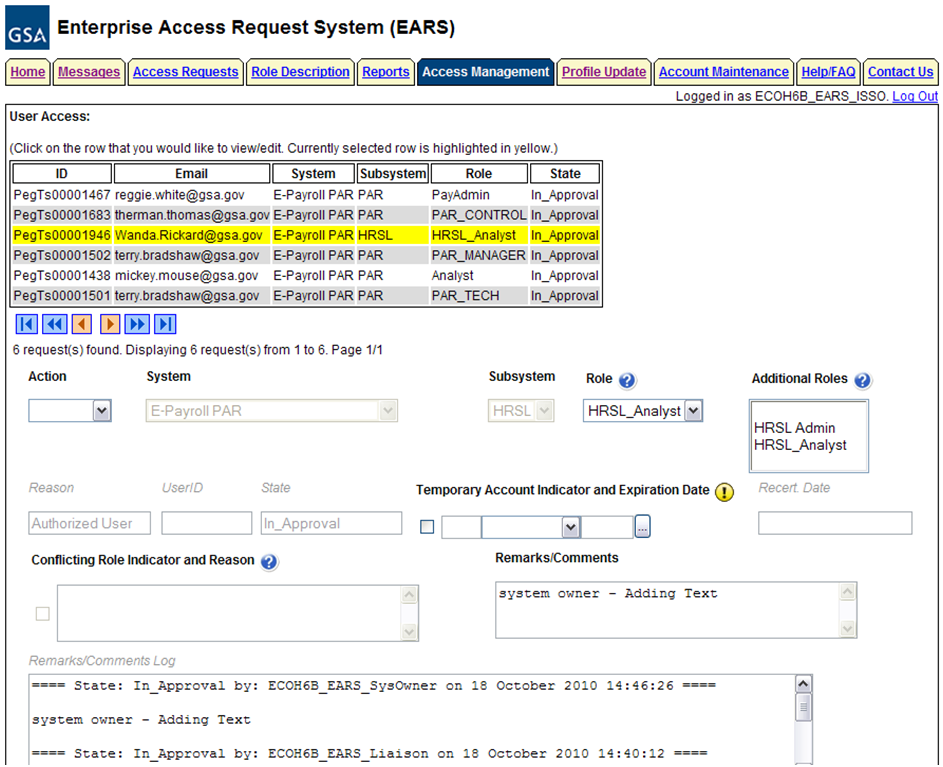 GSA
Enterprise Access Request System (EARS)
Home Messages Access Requests Role Description Reports Access Management Profile Update Account Maintenance Help/FAQ Contact Us
Logged in as ECOH6B_EARS_ISSO. Log Out
User Access:
(Click on the row that you would like to view/edit. Currently selected row is highlighted in yellow.)
ID Email System Subsystem Role State
PegTs00001467 reggie.white@gsa.gov E-Payroll PAR PAR PayAdmin In_Approval
PegTs00001683 therman.thomas@gsa.gov E-Payroll PAR PAR PAR_CONTROL In_Approval
PegTs00001946 Wanda.Rickard@gsa.gov E-Payroll PAR HRSL HRSL_Analyst In_Approval
PegTs00001502 terry.bradshaw@gsa.gov E-Payroll PAR PAR PAR_MANAGER In_Approval
PegTs00001438 mickey.mouse@gsa.gov E-Payroll PAR PAR Analyst In_Approval
PegTs00001501 terry.bradshaw@gsa.gov E-Payroll PAR PAR PAR_TECH In_Approval
6 request(s) found. Displaying 6 request(s) from 1 to 6. Page 1/1
Action System Subsystem Role ? Additional Roles ?
E-Payroll PAR HRSL HRSL_Analyst
HRSL Admin
HRSL_Analyst
Reason UserID State Temporary Account Indicator and Expiration Date ! Recert. Date
Authorized User In_Approval ...
Conflicting Role Indicator and Reason ? Remarks/Comments
system owner - Adding Text
Remarks/Comments Log
==== State: In_Approval by: ECOH6B_EARS_SysOwner on 18 October 2010 14:46:26 ====
system owner - Adding Text
==== State: In_Approval by: ECOH6B_EARS_Liaison on 18 October 2010 14:40:12 ====